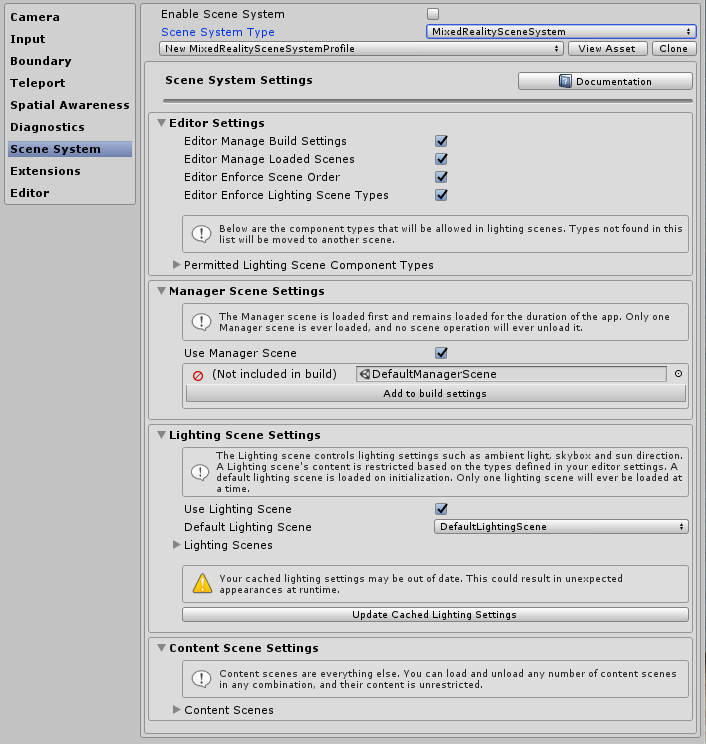 Camera
Input
Boundary
Teleport
Spatial Awareness
Diagnostics
Scene System
Extensions
Editor
Enable Scene System
Scene System Type MixedRealitySceneSystem
New MixedRealitySceneSystemProfile View Asset Clone
Scene System Settings Documentation
Editor Settings
Editor Manage Build Settings
Editor Manage Loaded Scenes
Editor Enforce Scene Order
Editor Enforce Lighting Scene Types
Below are the component types that will be allowed in lighting scenes. Types not found in this
list will be moved to another scene.
Permitted Lighting Scene Component Types
Manager Scene Settings
The Manager scene is loaded first and remains loaded for the duration of the app. Only one
Manager scene is ever loaded, and no scene operation will ever unload it.
Use Manager Scene
(Not included in build) DefaultManagerScene
Add to build settings
Lighting Scene Settings
The Lighting scene controls lighting settings such as ambient light, skybox and sun direction.
A Lighting scene's content is restricted based on the types defined in your editor settings. A
default lighting scene is loaded on initialization. Only one lighting scene will ever be loaded at
a time.
Use Lighting Scene
Default Lighting Scene DefaultLightingScene
Lighting Scenes
Your cached lighting settings may be out of date. This could result in unexpected
appearances at runtime.
Update Cached Lighting Settings
Content Scene Settings
Content scenes are everything else. You can load and unload any number of content scenes
in any combination, and their content is unrestricted.
Content Scenes